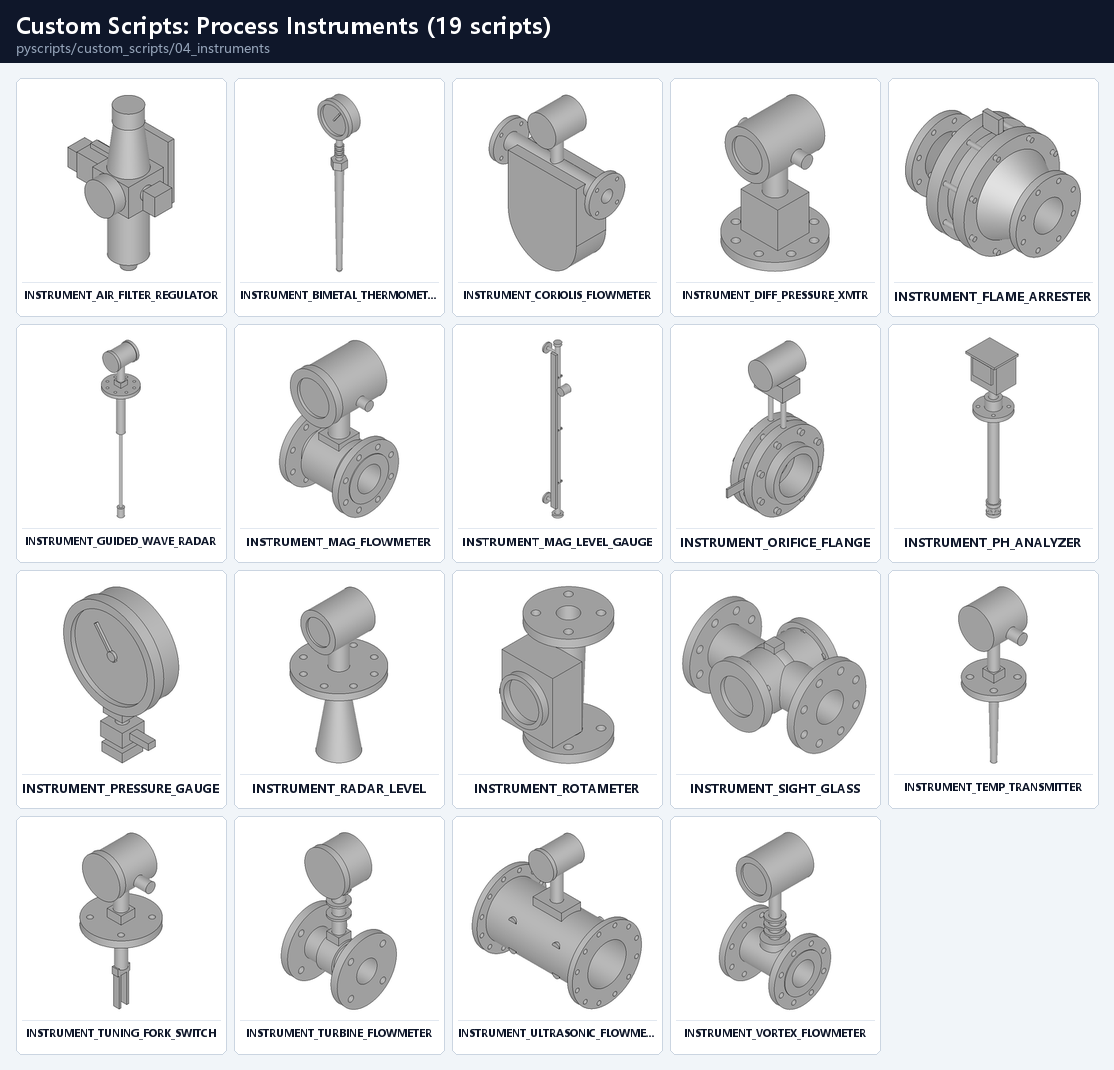 Custom Scripts: Process Instruments (19 scripts)
pyscripts/custom_scripts/04_instruments
INSTRUMENT_AIR_FILTER_REGULATOR
INSTRUMENT_BIMETAL_THERMOMET...
INSTRUMENT_CORIOLIS_FLOWMETER
INSTRUMENT_DIFF_PRESSURE_XMTR
INSTRUMENT_FLAME_ARRESTER
INSTRUMENT_GUIDED_WAVE_RADAR
INSTRUMENT_MAG_FLOWMETER
INSTRUMENT_MAG_LEVEL_GAUGE
INSTRUMENT_ORIFICE_FLANGE
INSTRUMENT_PH_ANALYZER
INSTRUMENT_PRESSURE_GAUGE
INSTRUMENT_RADAR_LEVEL
INSTRUMENT_ROTAMETER
INSTRUMENT_SIGHT_GLASS
INSTRUMENT_TEMP_TRANSMITTER
INSTRUMENT_TUNING_FORK_SWITCH
INSTRUMENT_TURBINE_FLOWMETER
INSTRUMENT_ULTRASONIC_FLOWME...
INSTRUMENT_VORTEX_FLOWMETER